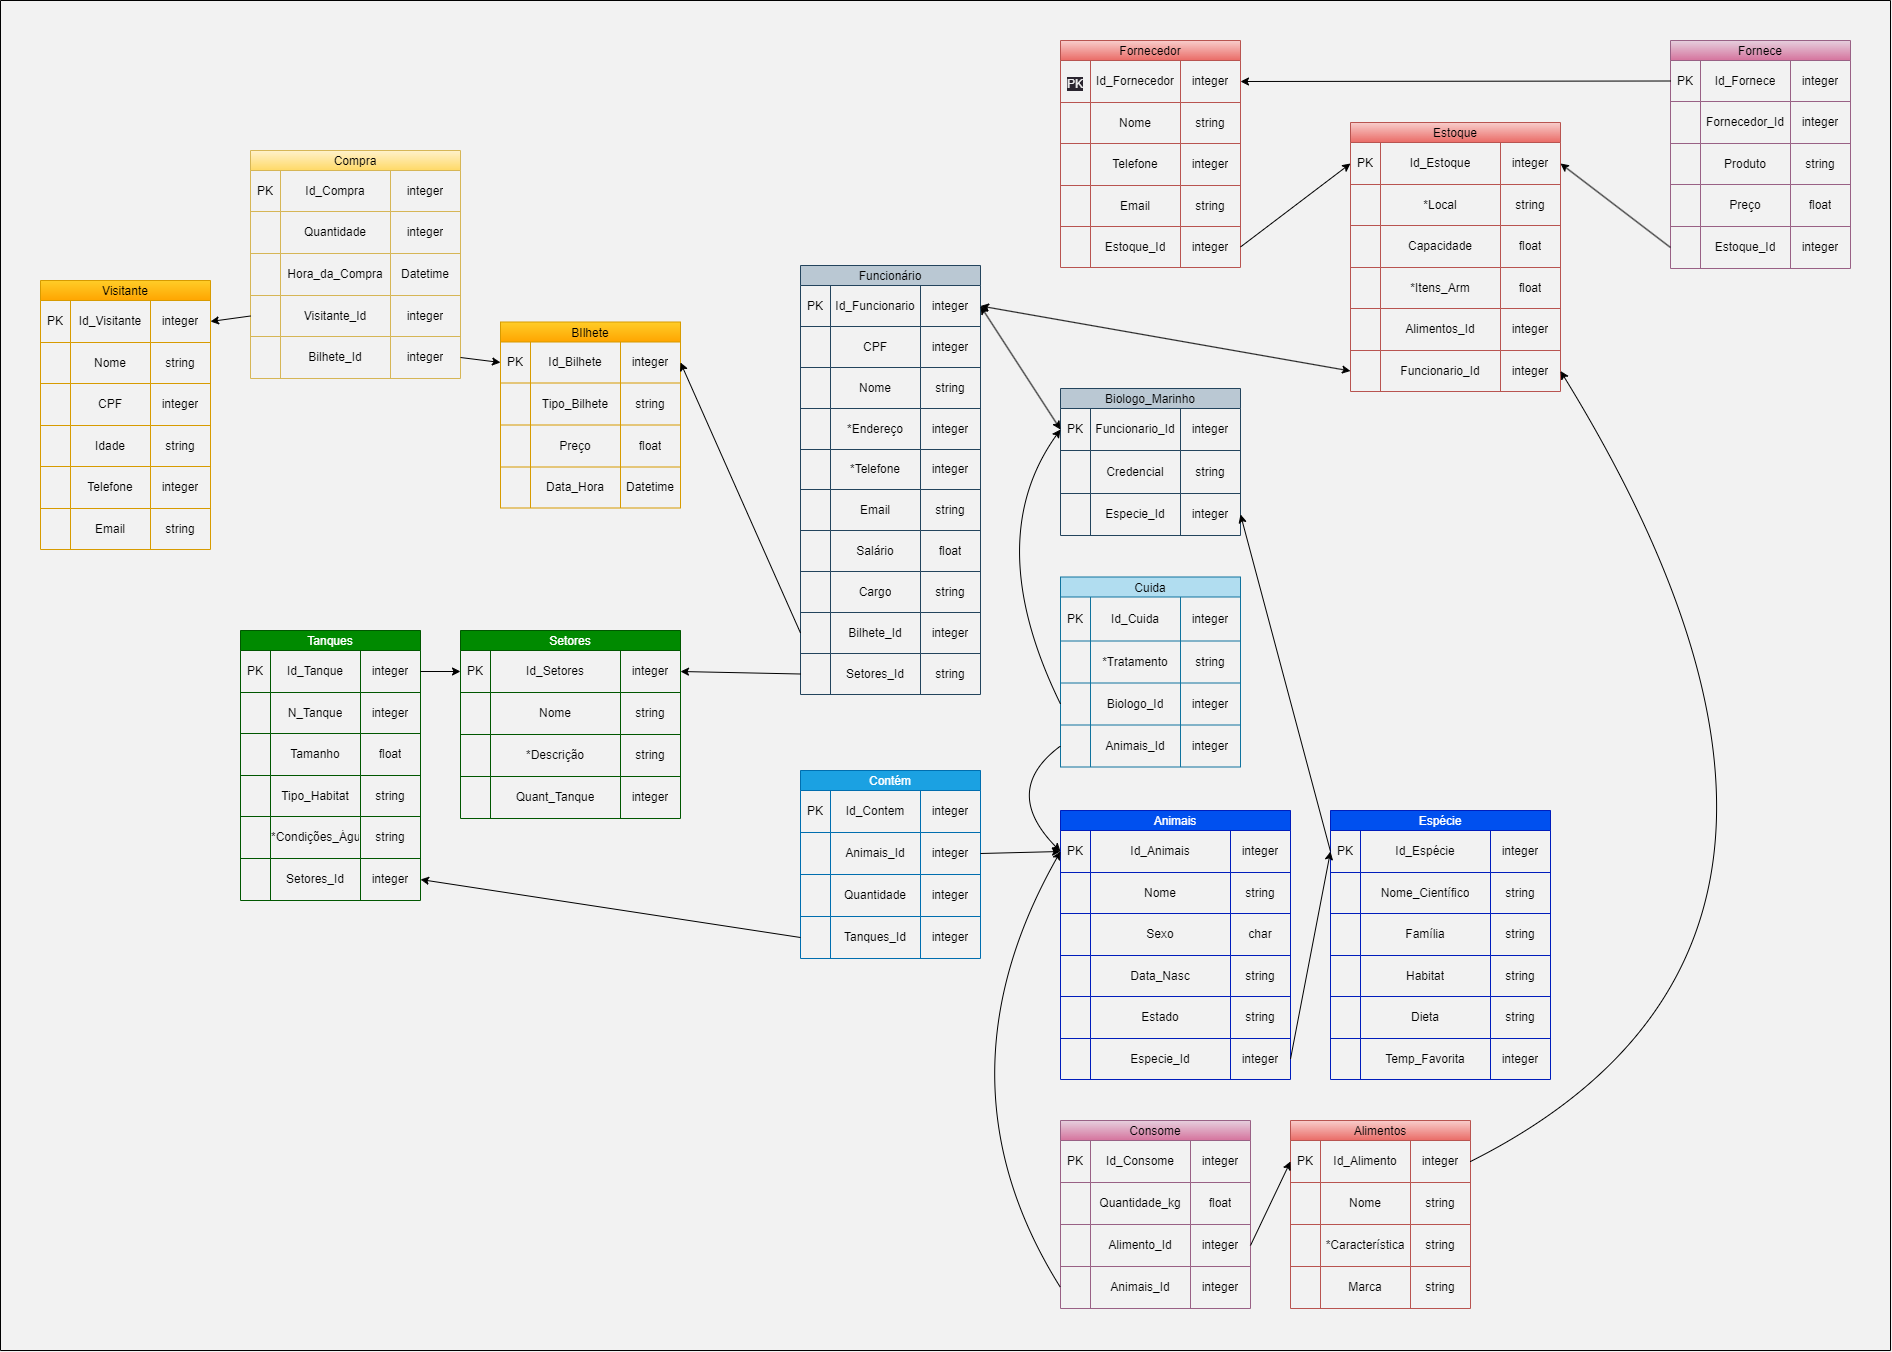 Fornecedor
PK Id_Fornecedor integer
Nome string
Telefone integer
Email string
Estoque_Id integer
Fornece
PK Id_Fornece integer
Fornecedor_Id integer
Produto string
Preço float
Estoque_Id integer
Estoque
PK Id_Estoque integer
*Local string
Capacidade float
*Itens_Arm float
Alimentos_Id integer
Funcionario_Id integer
Compra
PK Id_Compra integer
Quantidade integer
Hora_da_Compra Datetime
Visitante_Id integer
Bilhete_Id integer
Visitante
PK Id_Visitante integer
Nome string
CPF integer
Idade string
Telefone integer
Email string
BIlhete
PK Id_Bilhete integer
Tipo_Bilhete string
Preço float
Data_Hora Datetime
Funcionário
PK Id_Funcionario integer
CPF integer
Nome string
*Endereço integer
*Telefone integer
Email string
Salário float
Cargo string
Bilhete_Id integer
Setores_Id string
Biologo_Marinho
PK Funcionario_Id integer
Credencial string
Especie_Id integer
Cuida
PK Id_Cuida integer
*Tratamento string
Biologo_Id integer
Animais_Id integer
Tanques
PK Id_Tanque integer
N_Tanque integer
Tamanho float
Tipo_Habitat string
*Condições_Águ string
Setores_Id integer
Setores
PK Id_Setores integer
Nome string
*Descrição string
Quant_Tanque integer
Contém
PK Id_Contem integer
Animais_Id integer
Quantidade integer
Tanques_Id integer
Animais
PK Id_Animais integer
Nome string
Sexo char
Data_Nasc string
Estado string
Especie_Id integer
Espécie
PK Id_Espécie integer
Nome_Científico string
Família string
Habitat string
Dieta string
Temp_Favorita integer
Consome
PK Id_Consome integer
Quantidade_kg float
Alimento_Id integer
Animais_Id integer
Alimentos
PK Id_Alimento integer
Nome string
*Característica string
Marca string